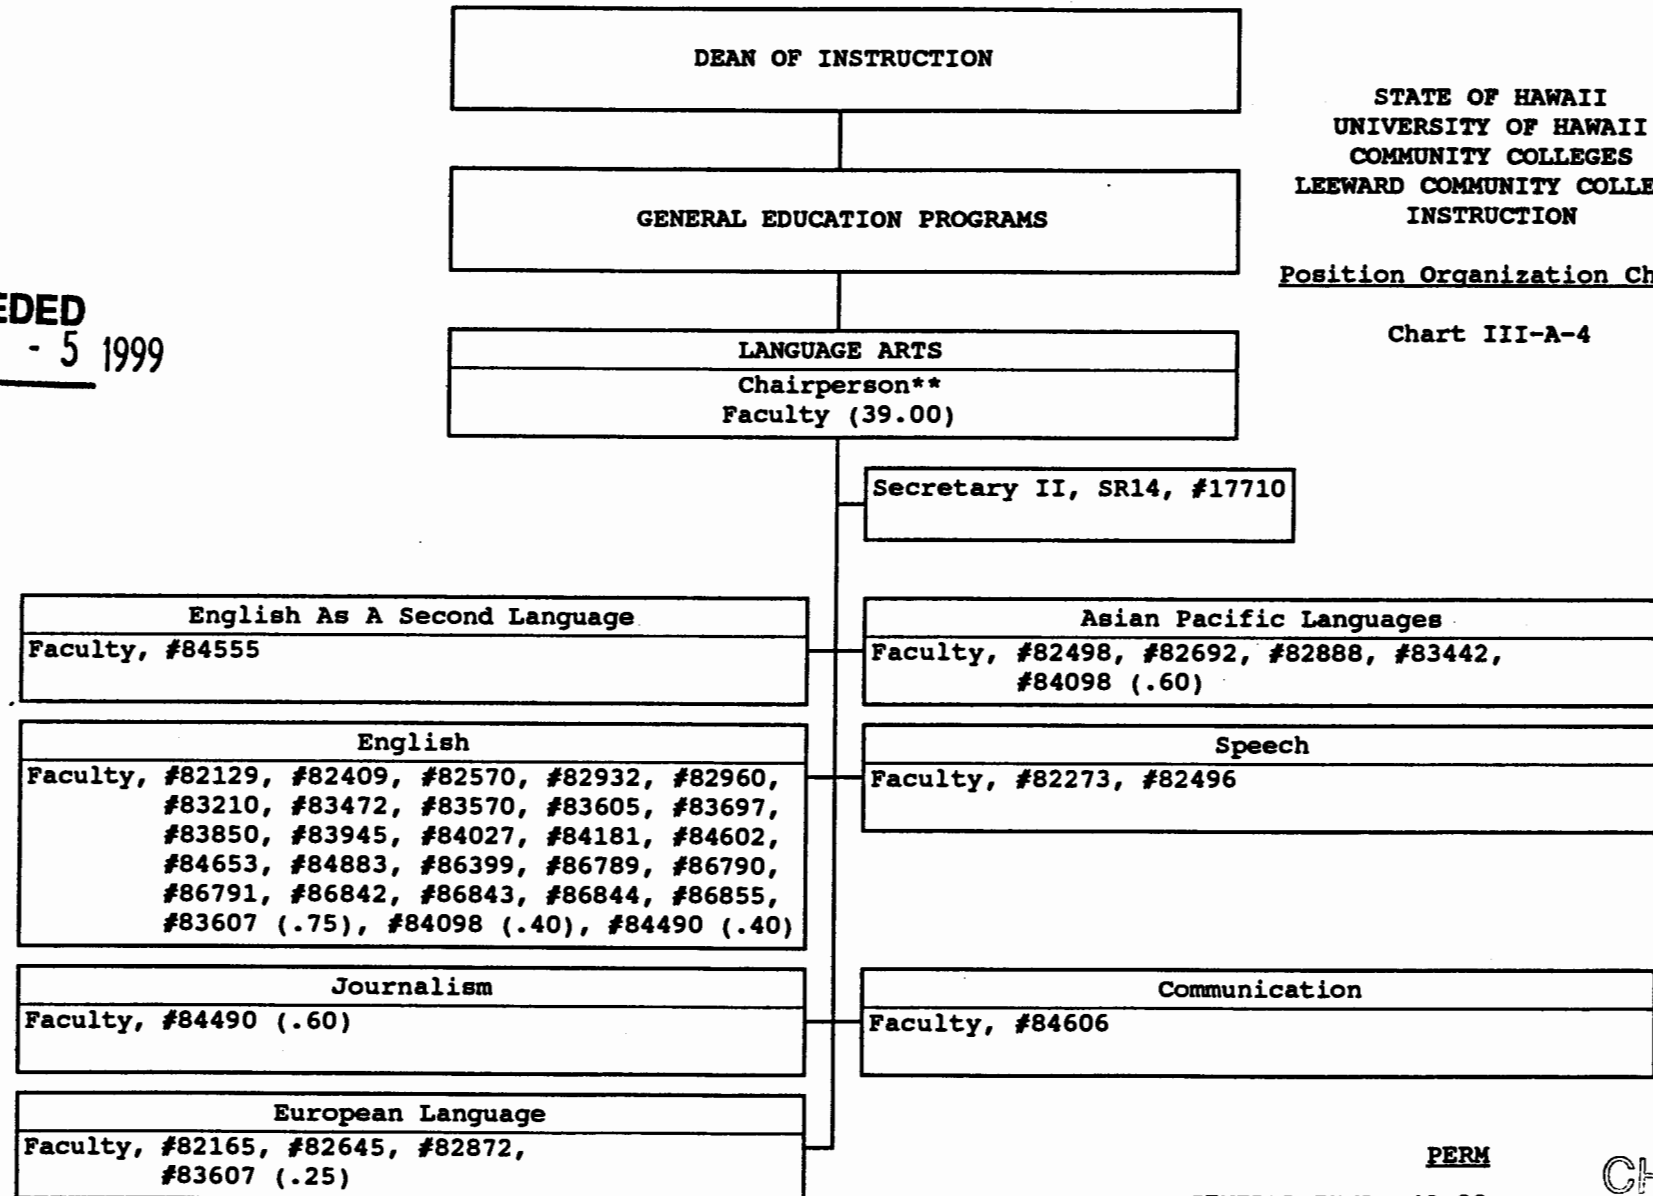 DEAN OF INSTRUCTION
STATE OF HAWAII
UNIVERSITY OF HAWAII
COMMUNITY COLLEGES
LEEWARD COMMUNITY COLLE
INSTRUCTION
Position Organization Ch
Chart III-A-4
GENERAL EDUCATION PROGRAMS
EDED
- 5 1999
LANGUAGE ARTS
Chairperson**
Faculty (39.00)
Secretary II, SR14, #17710
English As A Second Language
Faculty, #84555
Asian Pacific Languages
Faculty, #82498, #82692, #82888, #83442,
#84098 (.60)
English
Faculty, #82129, #82409, #82570, #82932, #82960,
#83210, #83472, #83570, #83605, #83697,
#83850, #83945, #84027, #84181, #84602,
#84653, #84883, #86399, #86789, #86790,
#86791, #86842, #86843, #86844, #86855,
#83607 (.75), #84098 (.40), #84490 (.40)
Speech
Faculty, #82273, #82496
Journalism
Faculty, #84490 (.60)
Communication
Faculty, #84606
European Language
Faculty, #82165, #82645, #82872,
#83607 (.25)
PERM
CH